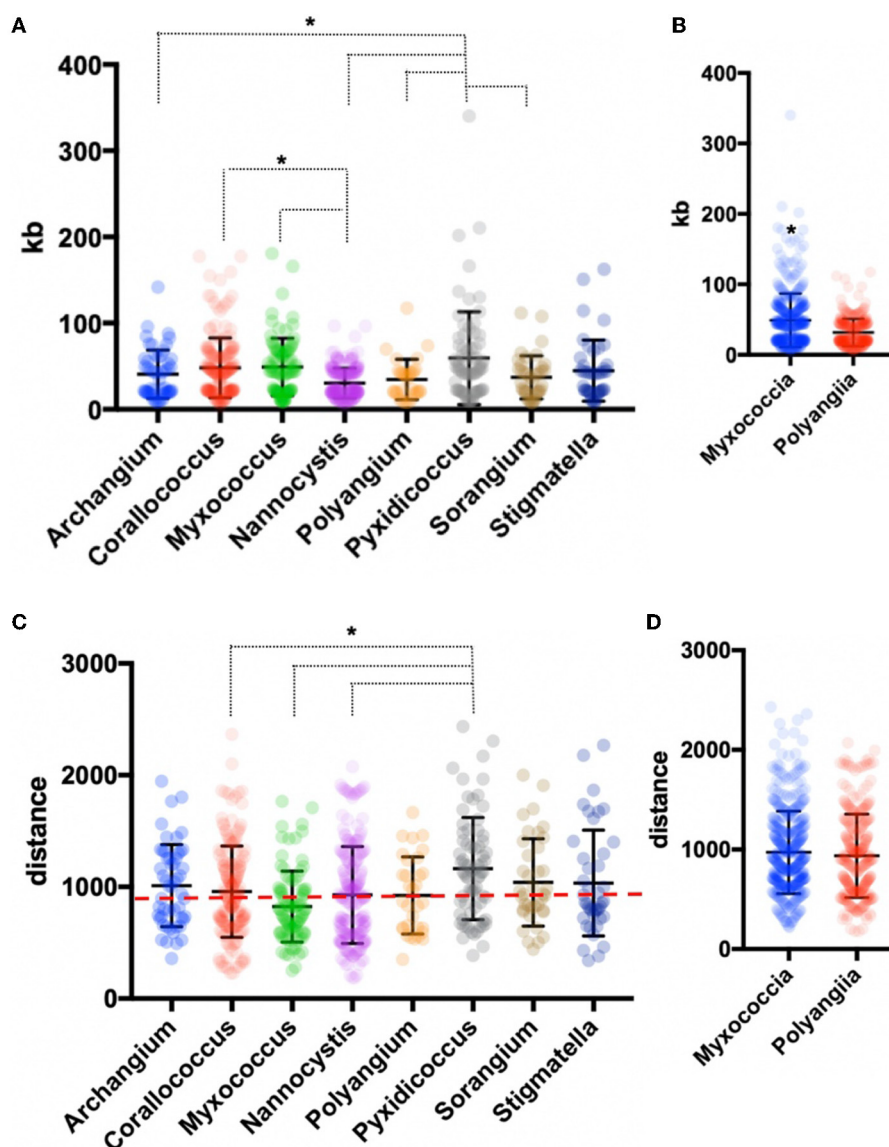 A
*
400
300
*
200
100
0
kb
Archangium
Corallococcus
Myxococcus
Nannocystis
Polyangium
Pyxidicoccus
Sorangium
Stigmatella
B
400
300
200
*
100
0
kb
Myxococcia
Polyangiia
C
*
3000
2000
1000
0
distance
Archangium
Corallococcus
Myxococcus
Nannocystis
Polyangium
Pyxidicoccus
Sorangium
Stigmatella
D
3000
2000
1000
0
distance
Myxococcia
Polyangiia